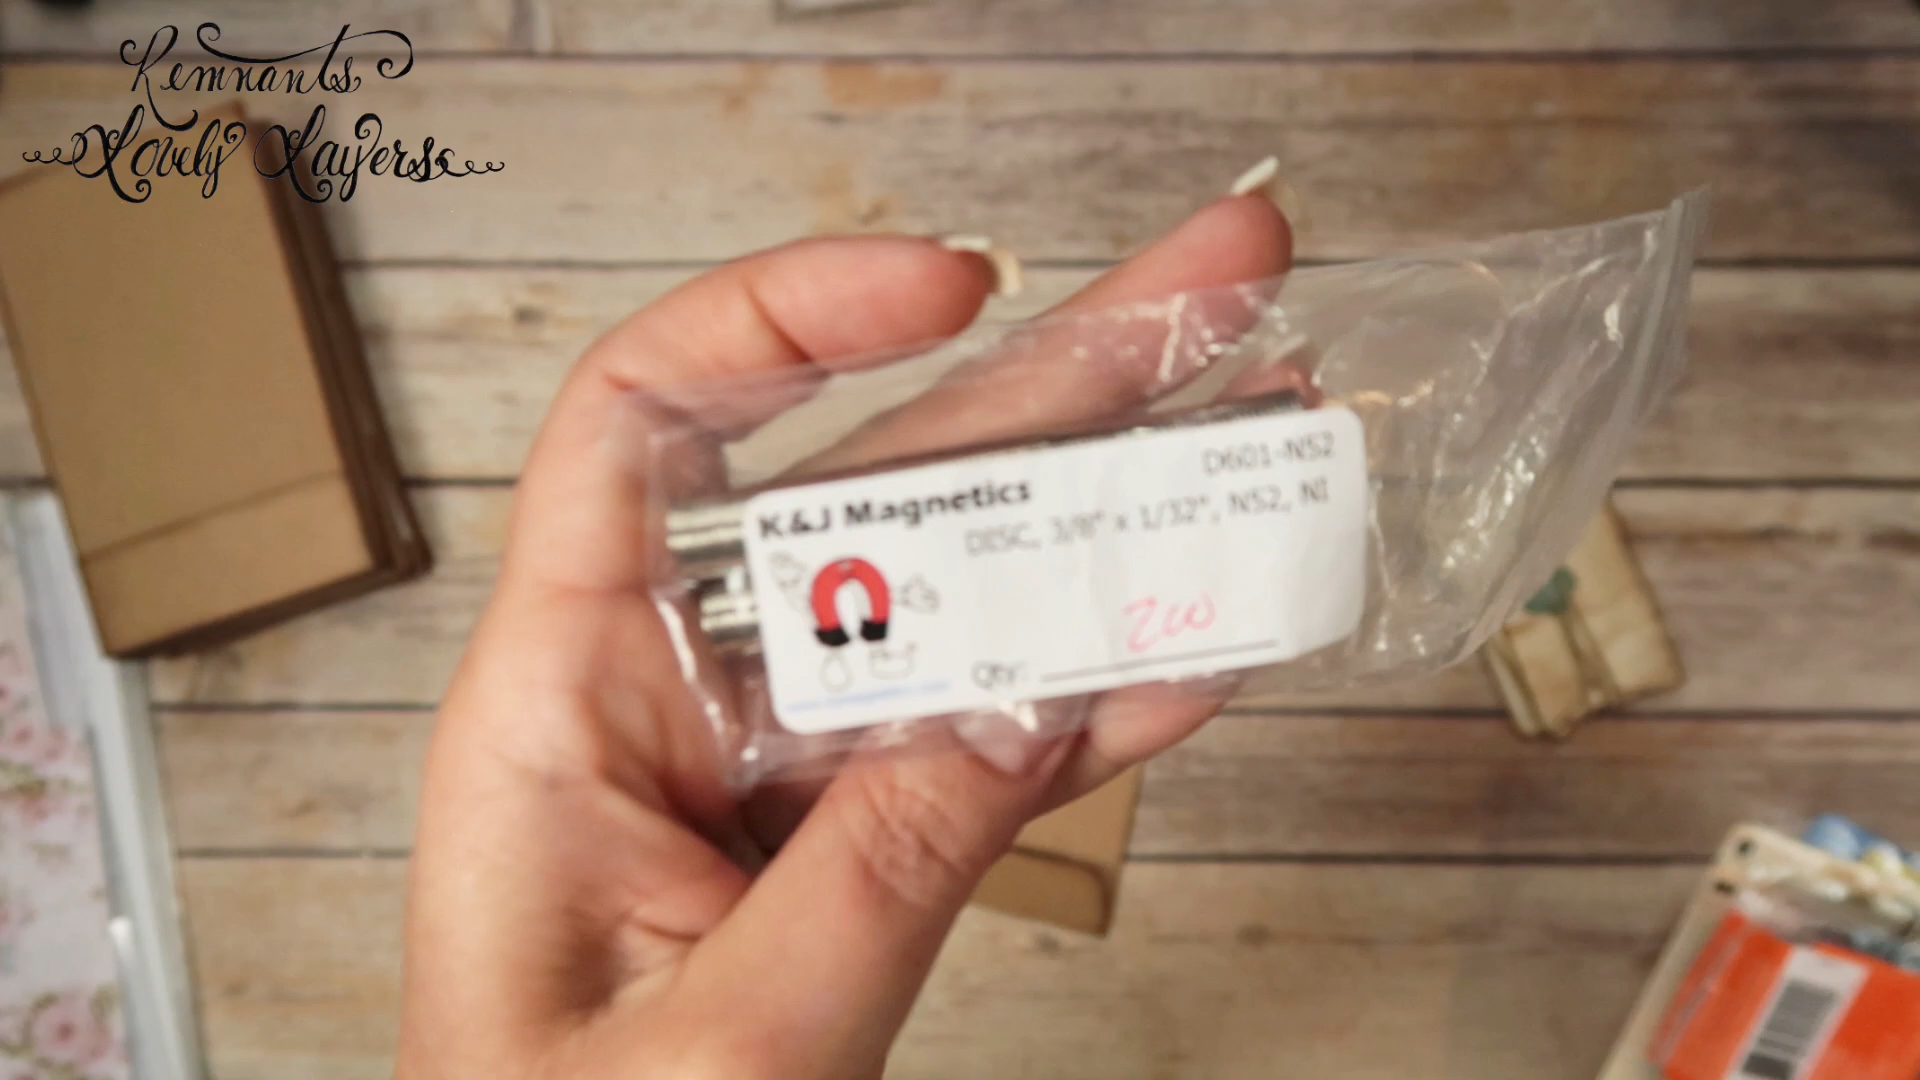 Remnants
Lovely Layers
D601-N52
K&J Magnetics
DISC, 3/8" x 1/32", N52, NI
200
Qty: